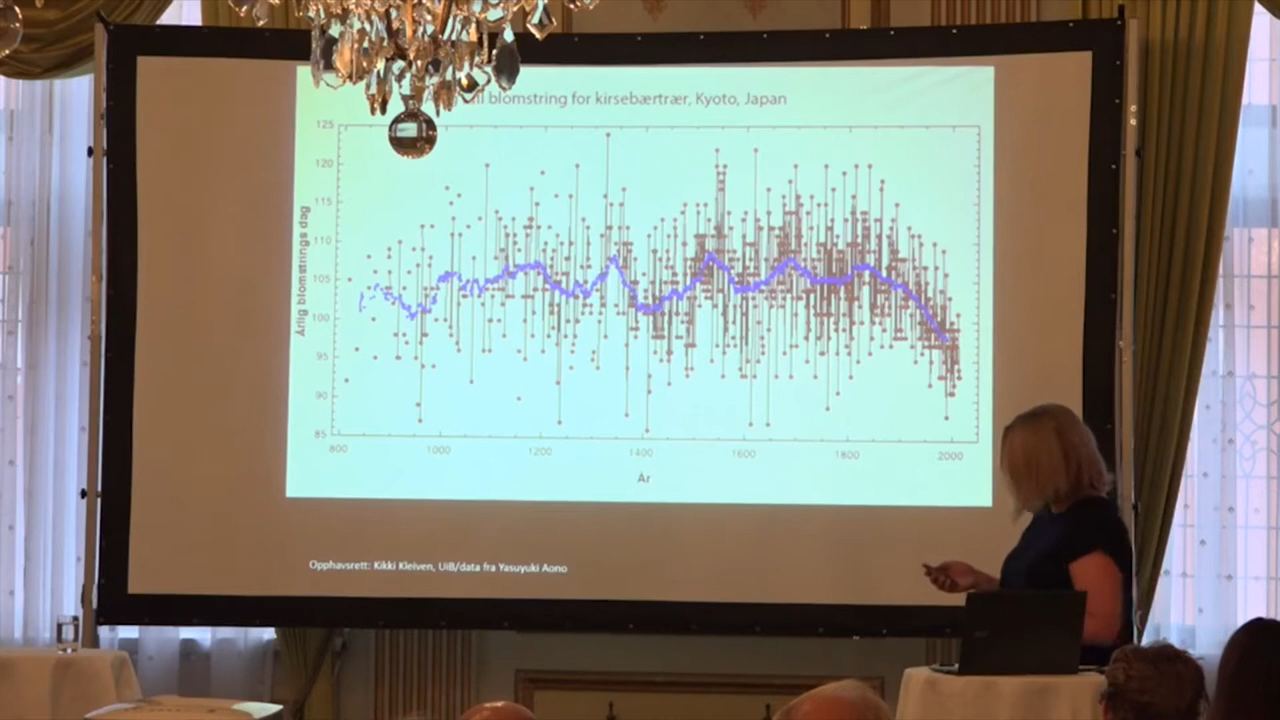 blomstring for kirsebærtrær, Kyoto, Japan
125
120
115
110
105
100
95
90
85
Årlig blomstrings dag
800 1000 1200 1400 1600 1800 2000
År
Opphavsrett: Kikki Kleiven, UiB/data fra Yasuyuki Aono